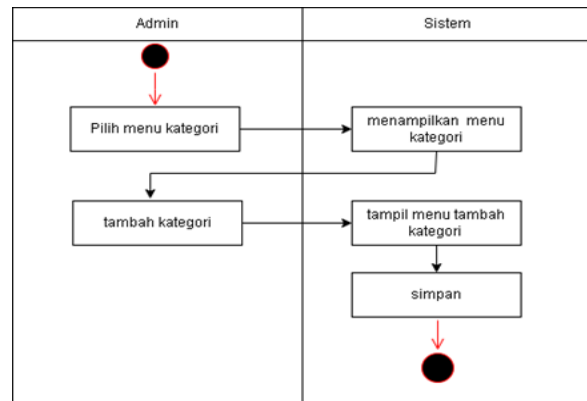 Admin
Sistem
Pilih menu kategori
menampilkan menu
kategori
tambah kategori
tampil menu tambah
kategori
simpan